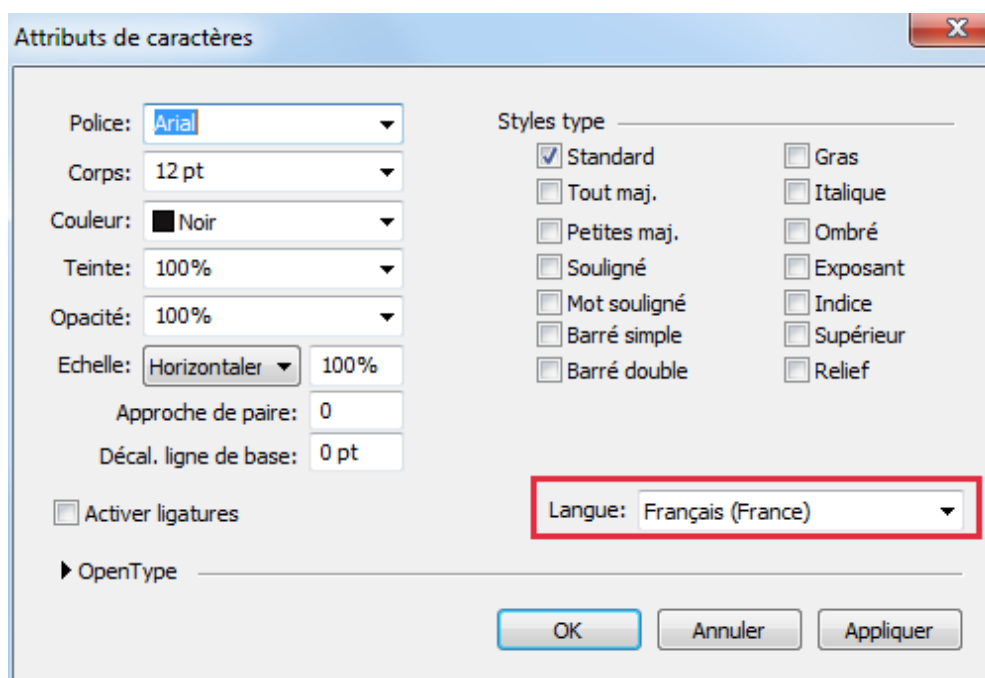 Attributs de caractères
Police: Arial
Corps: 12 pt
Couleur: Noir
Teinte: 100%
Opacité: 100%
Echelle: Horizontaler 100%
Approche de paire: 0
Décal. ligne de base: 0 pt
Activer ligatures
OpenType
Styles type
Standard Gras
Tout maj. Italique
Petites maj. Ombré
Souligné Exposant
Mot souligné Indice
Barré simple Supérieur
Barré double Relief
Langue: Français (France)
OK Annuler Appliquer